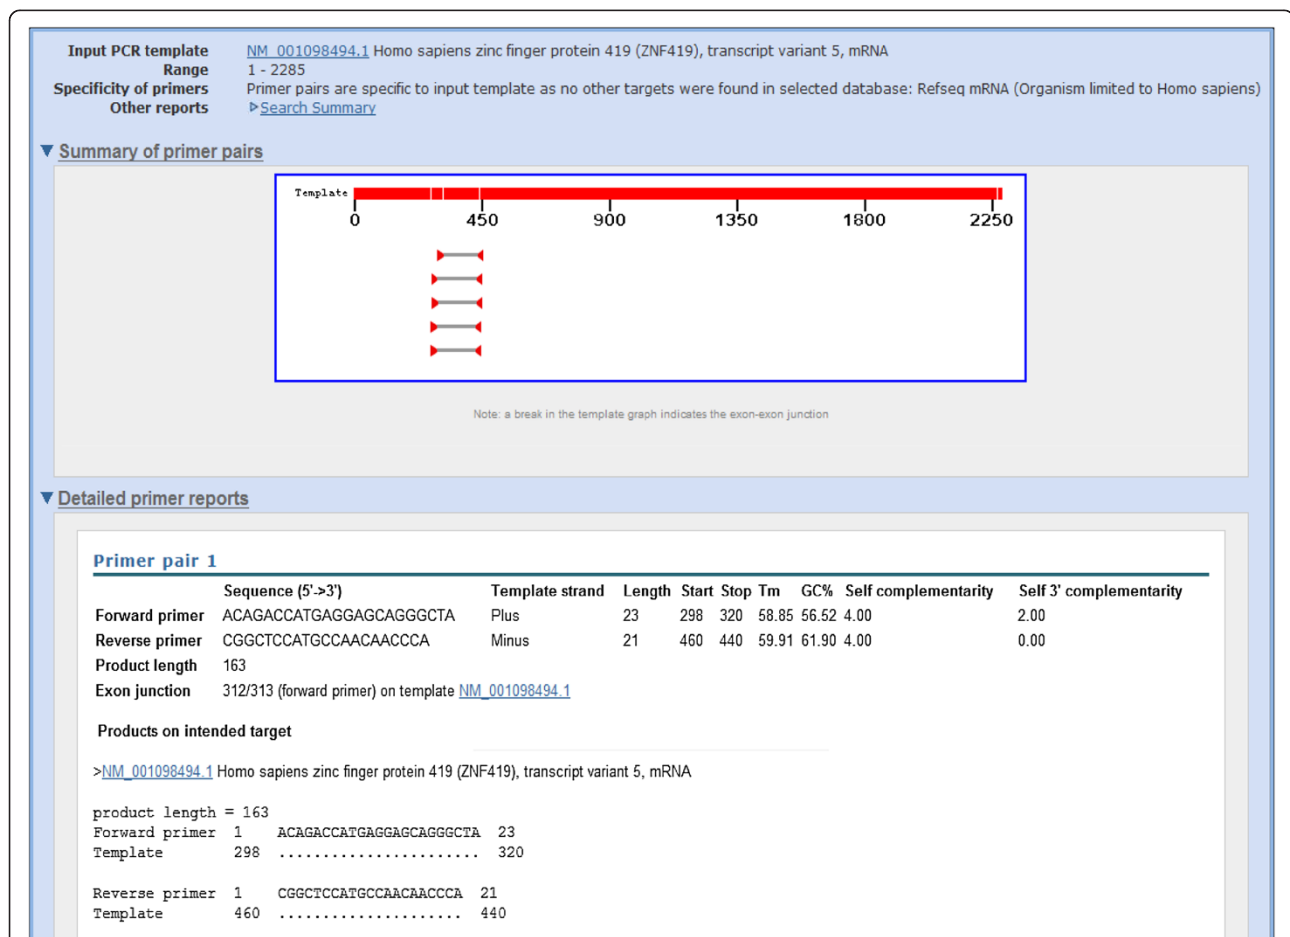 Input PCR template NM_001098494.1 Homo sapiens zinc finger protein 419 (ZNF419), transcript variant 5, mRNA
Range 1 - 2285
Specificity of primers Primer pairs are specific to input template as no other targets were found in selected database: Refseq mRNA (Organism limited to Homo sapiens)
Other reports Search Summary
Summary of primer pairs
Template
0 450 900 1350 1800 2250
Note: a break in the template graph indicates the exon-exon junction
Detailed primer reports
Primer pair 1
Sequence (5'->3') Template strand Length Start Stop Tm GC% Self complementarity Self 3' complementarity
Forward primer ACAGACCATGAGGAGCAGGGCTA Plus 23 298 320 58.85 56.52 4.00 2.00
Reverse primer CGGCTCCATGCCAACAACCCA Minus 21 460 440 59.91 61.90 4.00 0.00
Product length 163
Exon junction 312/313 (forward primer) on template NM_001098494.1
Products on intended target
>NM_001098494.1 Homo sapiens zinc finger protein 419 (ZNF419), transcript variant 5, mRNA
product length = 163
Forward primer 1 ACAGACCATGAGGAGCAGGGCTA 23
Template 298 ....................... 320
Reverse primer 1 CGGCTCCATGCCAACAACCCA 21
Template 460 ..................... 440